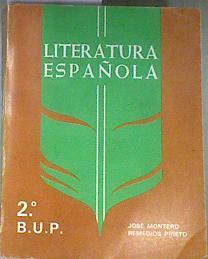 LITERATURA
ESPAÑOLA
2.º
B.U.P.
JOSÉ MONTERO
REMEDIOS PRIETO